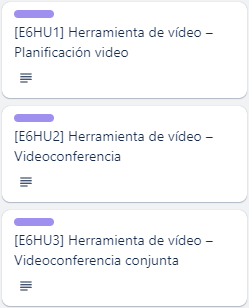 [E6HU1] Herramienta de vídeo –
Planificación video
[E6HU2] Herramienta de vídeo –
Videoconferencia
[E6HU3] Herramienta de vídeo –
Videoconferencia conjunta